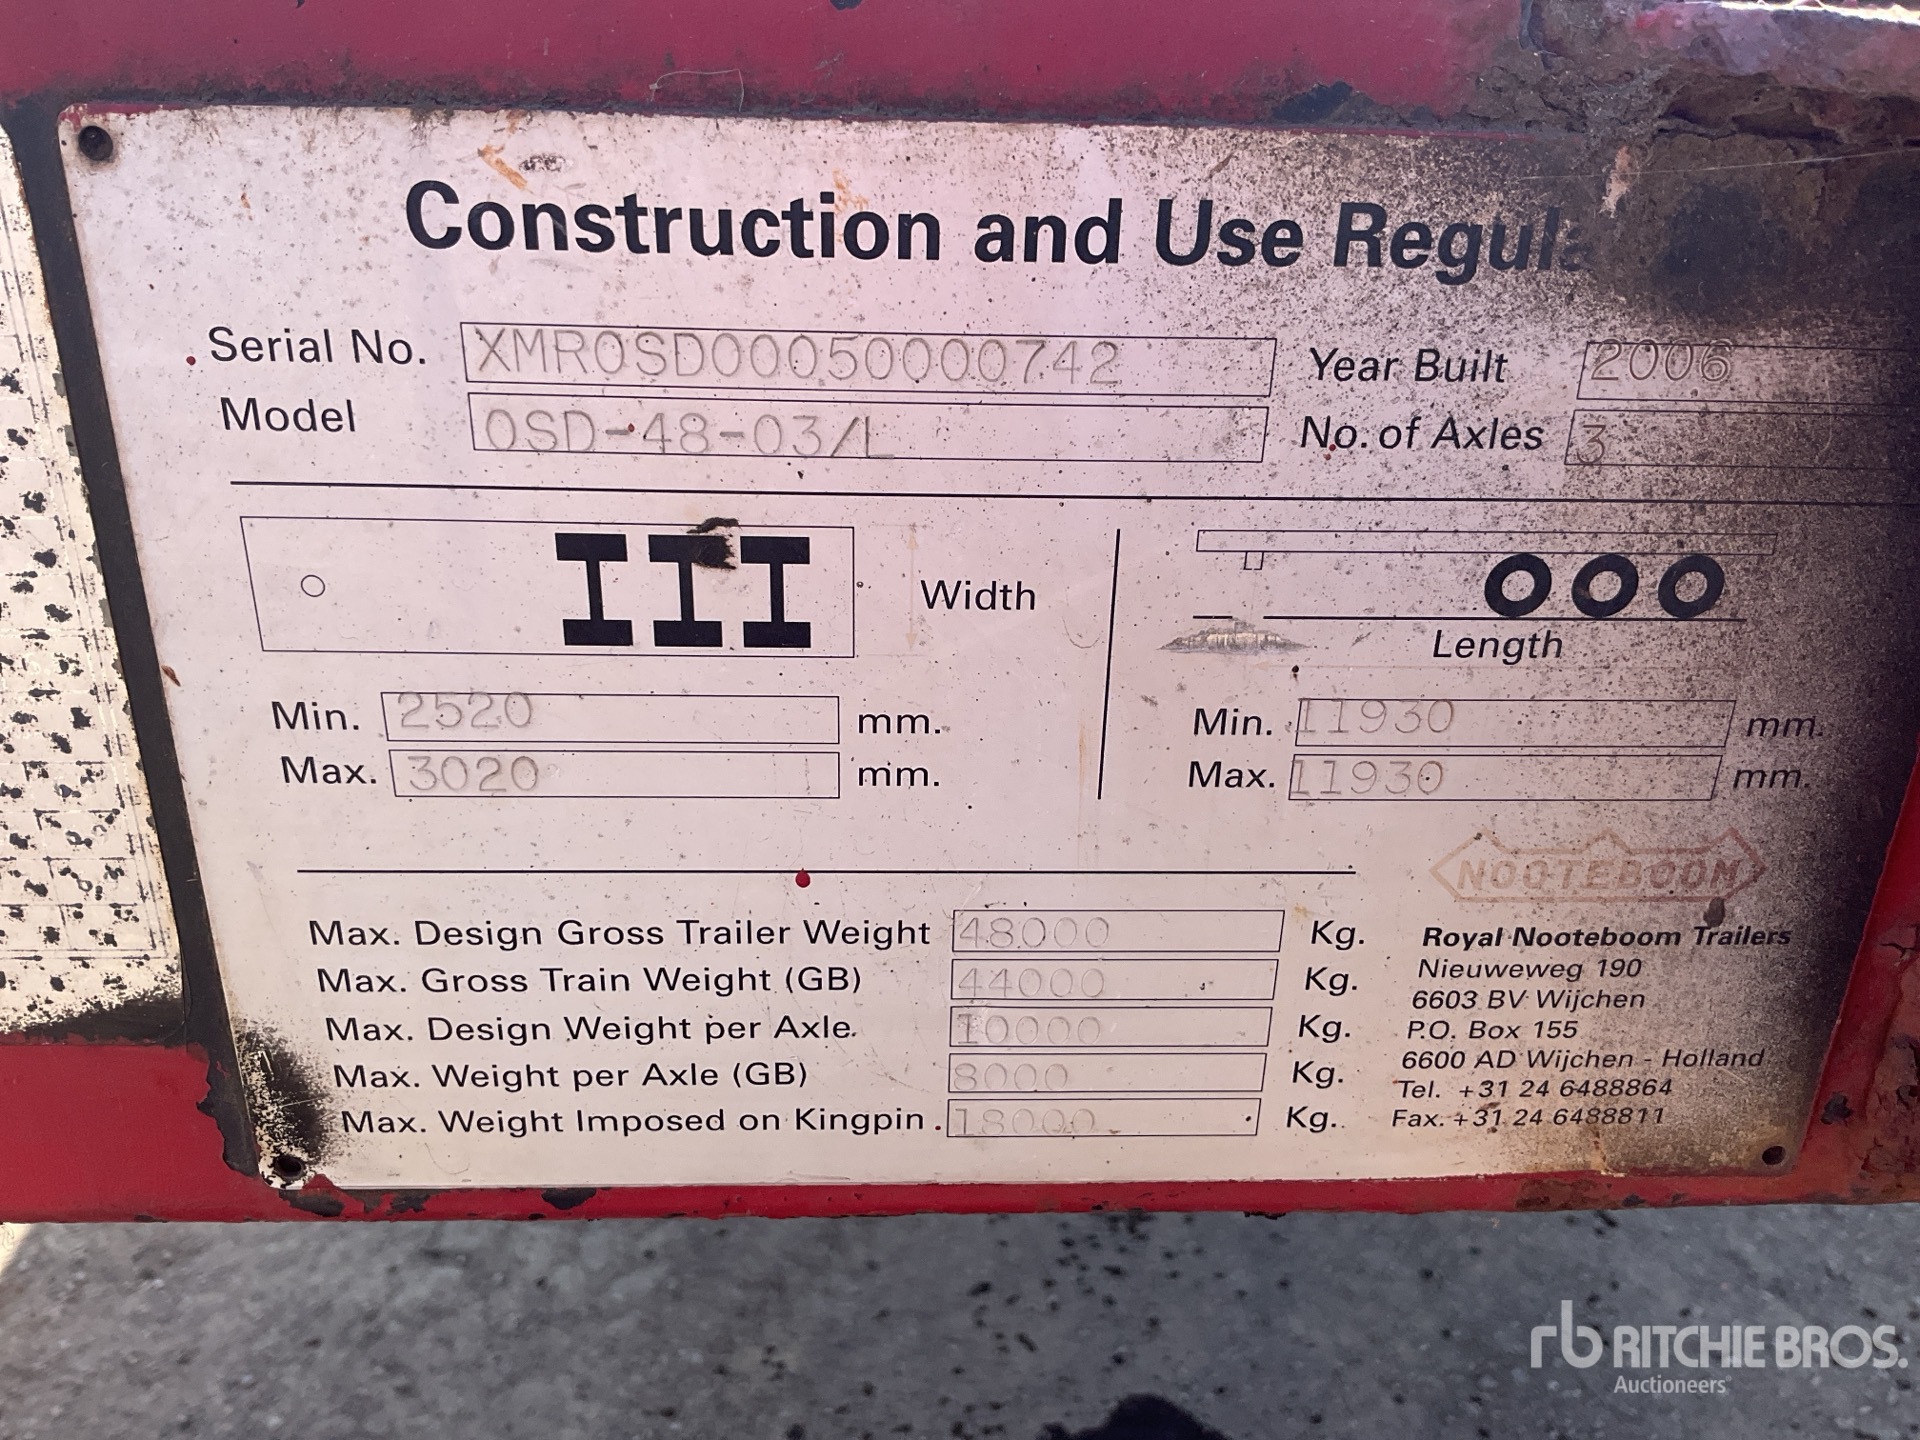 Construction and Use Regula
Serial No. XMROSD00050000742 Year Built 2006
Model OSD-48-03/L No. of Axles 3
Width
Length
Min. 2520 mm. Min. 11930 mm.
Max. 3020 mm. Max. 11930 mm.
NOOTEBOOM
Max. Design Gross Trailer Weight 48000 Kg.
Max. Gross Train Weight (GB) 44000 Kg.
Max. Design Weight per Axle. 10000 Kg.
Max. Weight per Axle (GB) 8000 Kg.
Max. Weight Imposed on Kingpin 18000 Kg.
Royal Nooteboom Trailers
Nieuweweg 190
6603 BV Wijchen
P.O. Box 155
6600 AD Wijchen - Holland
Tel. +31 24 6488864
Fax. +31 24 6488811
rb RITCHIE BROS.
Auctioneers